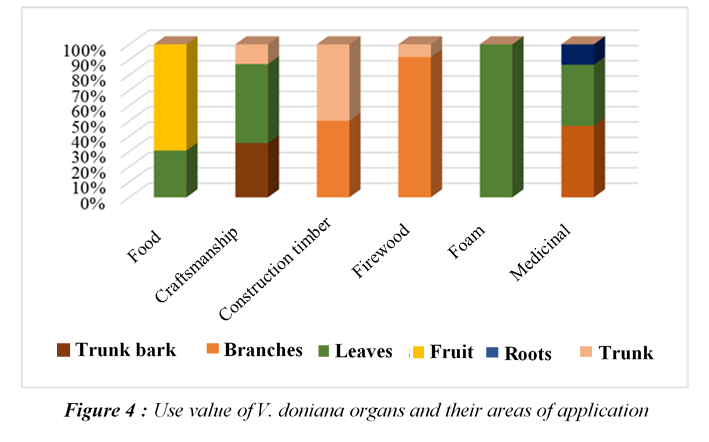 100%
90%
80%
70%
60%
50%
40%
30%
20%
10%
0%
Food
Craftsmanship
Construction timber
Firewood
Foam
Medicinal
Trunk bark Branches Leaves Fruit Roots Trunk
Figure 4 : Use value of V. doniana organs and their areas of application